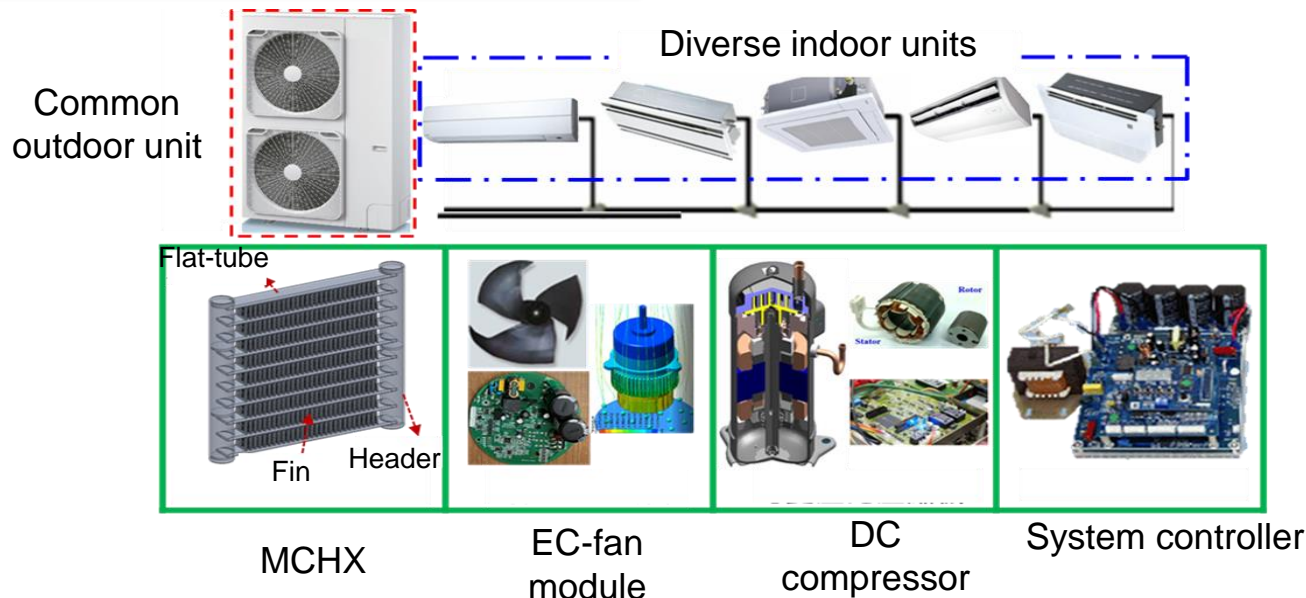 Diverse indoor units
Common
outdoor unit
Flat-tube
Fin
Header
Rotor
Stator
MCHX
EC-fan
module
DC
compressor
System controller